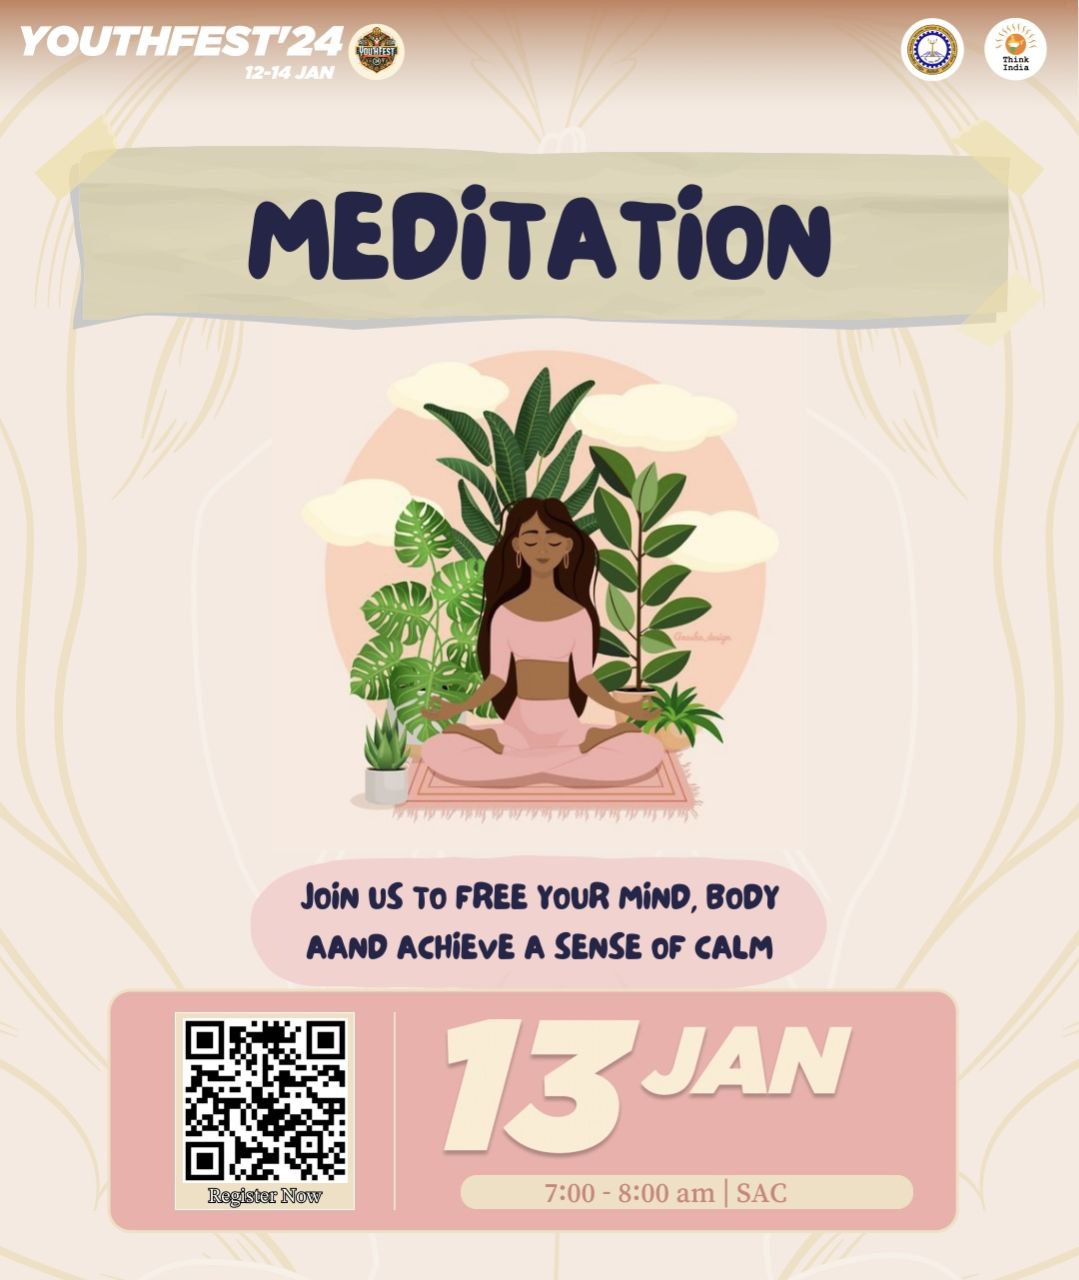 YOUTHFEST'24
12-14 JAN
YOUTHFEST
Think
India
MEDiTATiON
JOiN US TO FREE YOUR MiND, BODY
AAND ACHiEVE A SENSE OF CALM
13 JAN
Register Now
7:00 - 8:00 am | SAC